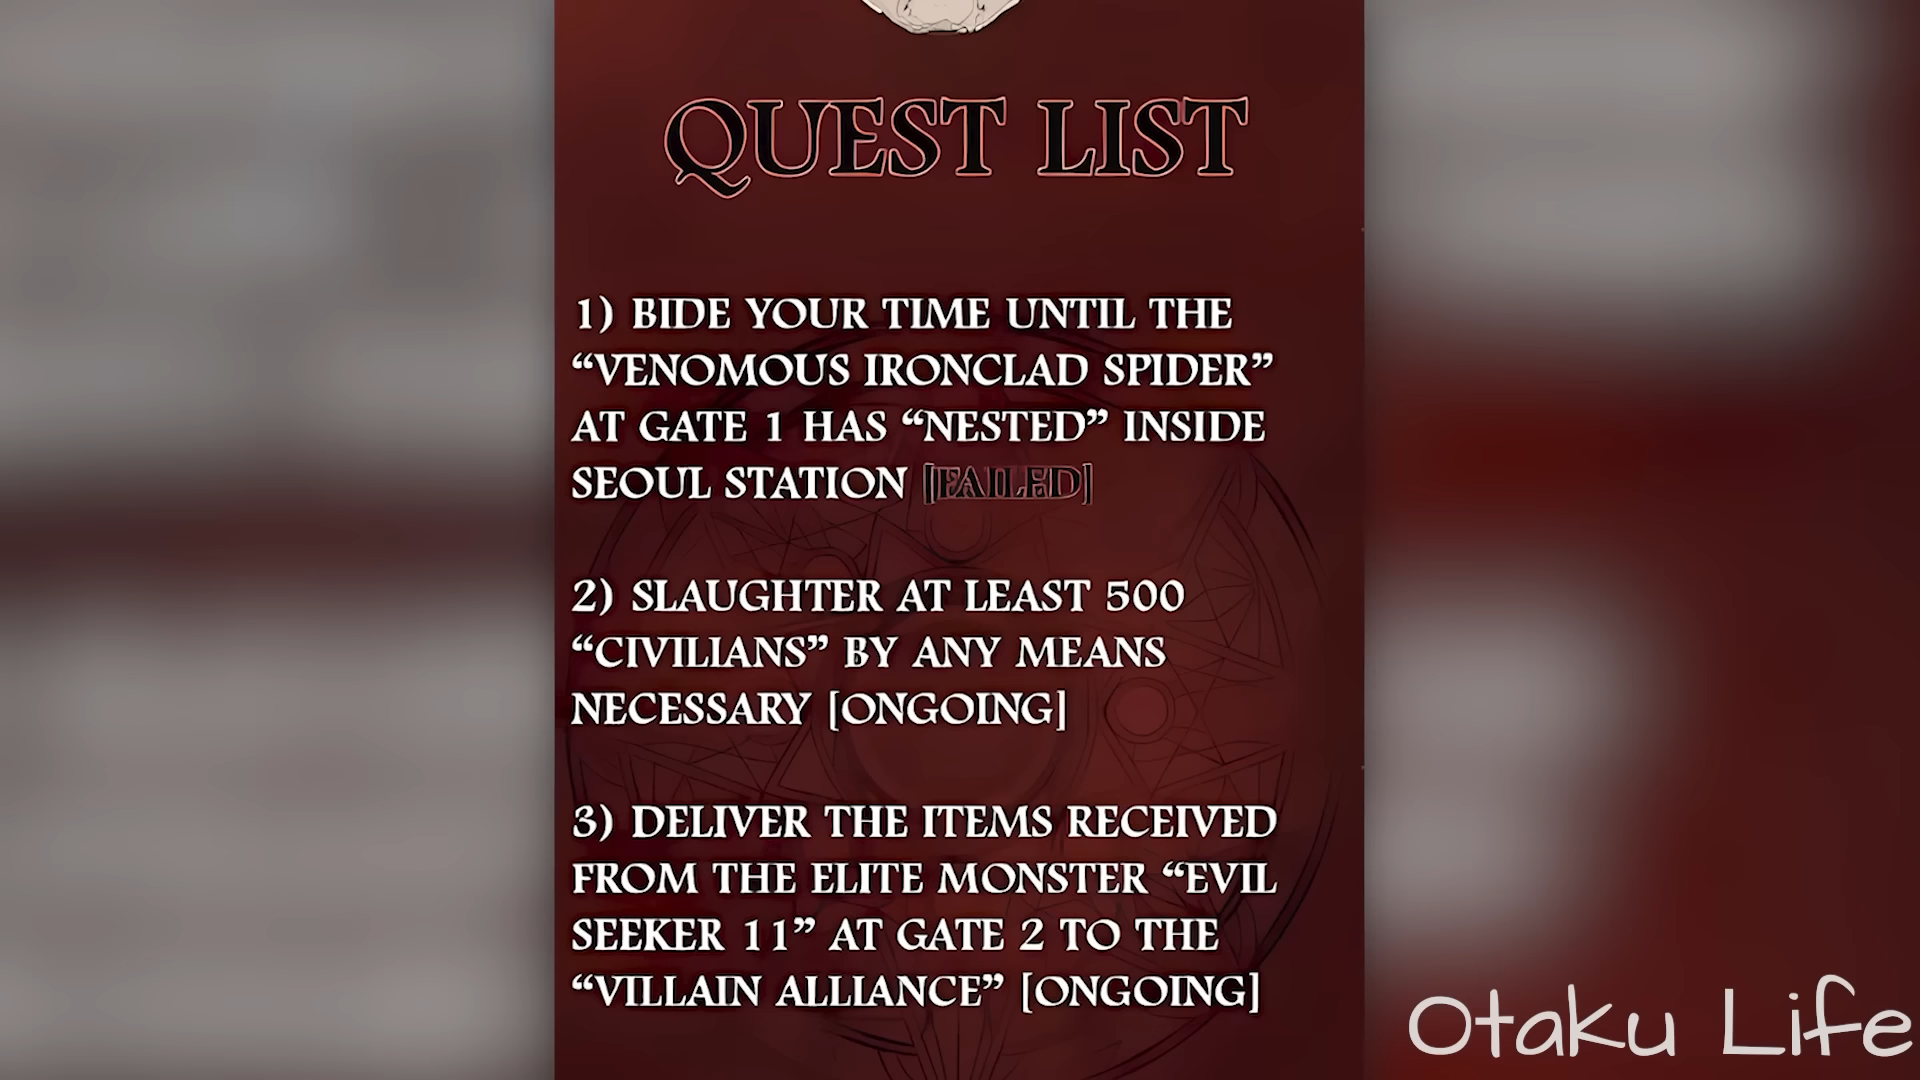 QUEST LIST
1) BIDE YOUR TIME UNTIL THE
“VENOMOUS IRONCLAD SPIDER”
AT GATE 1 HAS “NESTED” INSIDE
SEOUL STATION [FAILED]
2) SLAUGHTER AT LEAST 500
“CIVILIANS” BY ANY MEANS
NECESSARY [ONGOING]
3) DELIVER THE ITEMS RECEIVED
FROM THE ELITE MONSTER “EVIL
SEEKER 11” AT GATE 2 TO THE
“VILLAIN ALLIANCE” [ONGOING]
Otaku Life